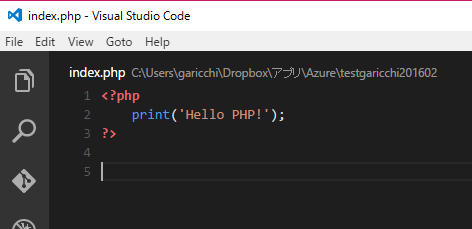 index.php - Visual Studio Code
File Edit View Goto Help
index.php C:\Users\garicchi\Dropbox\アプリ\Azure\testgaricchi201602
1 <?php
2     print('Hello PHP!');
3 ?>
4
5